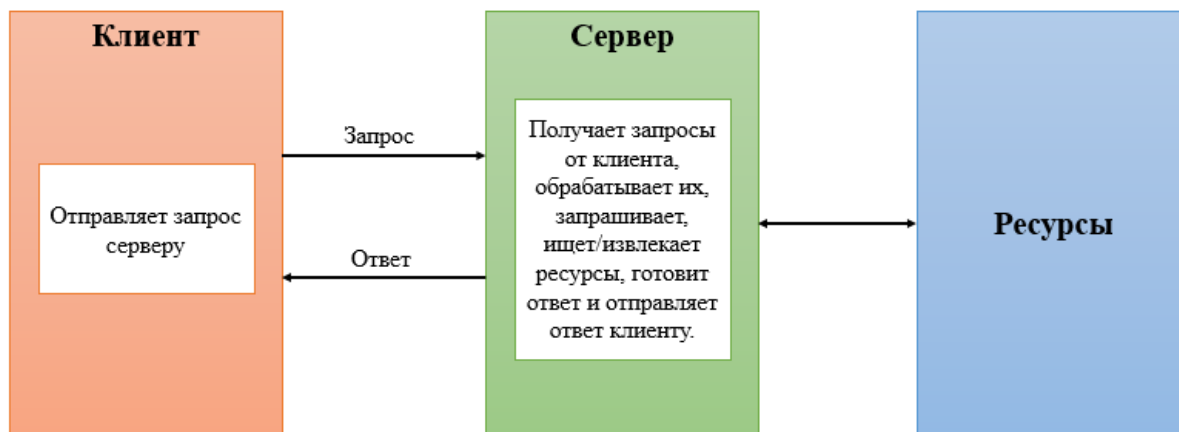 Клиент
Отправляет запрос
серверу
Запрос
Ответ
Сервер
Получает запросы
от клиента,
обрабатывает их,
запрашивает,
ищет/извлекает
ресурсы, готовит
ответ и отправляет
ответ клиенту.
Ресурсы